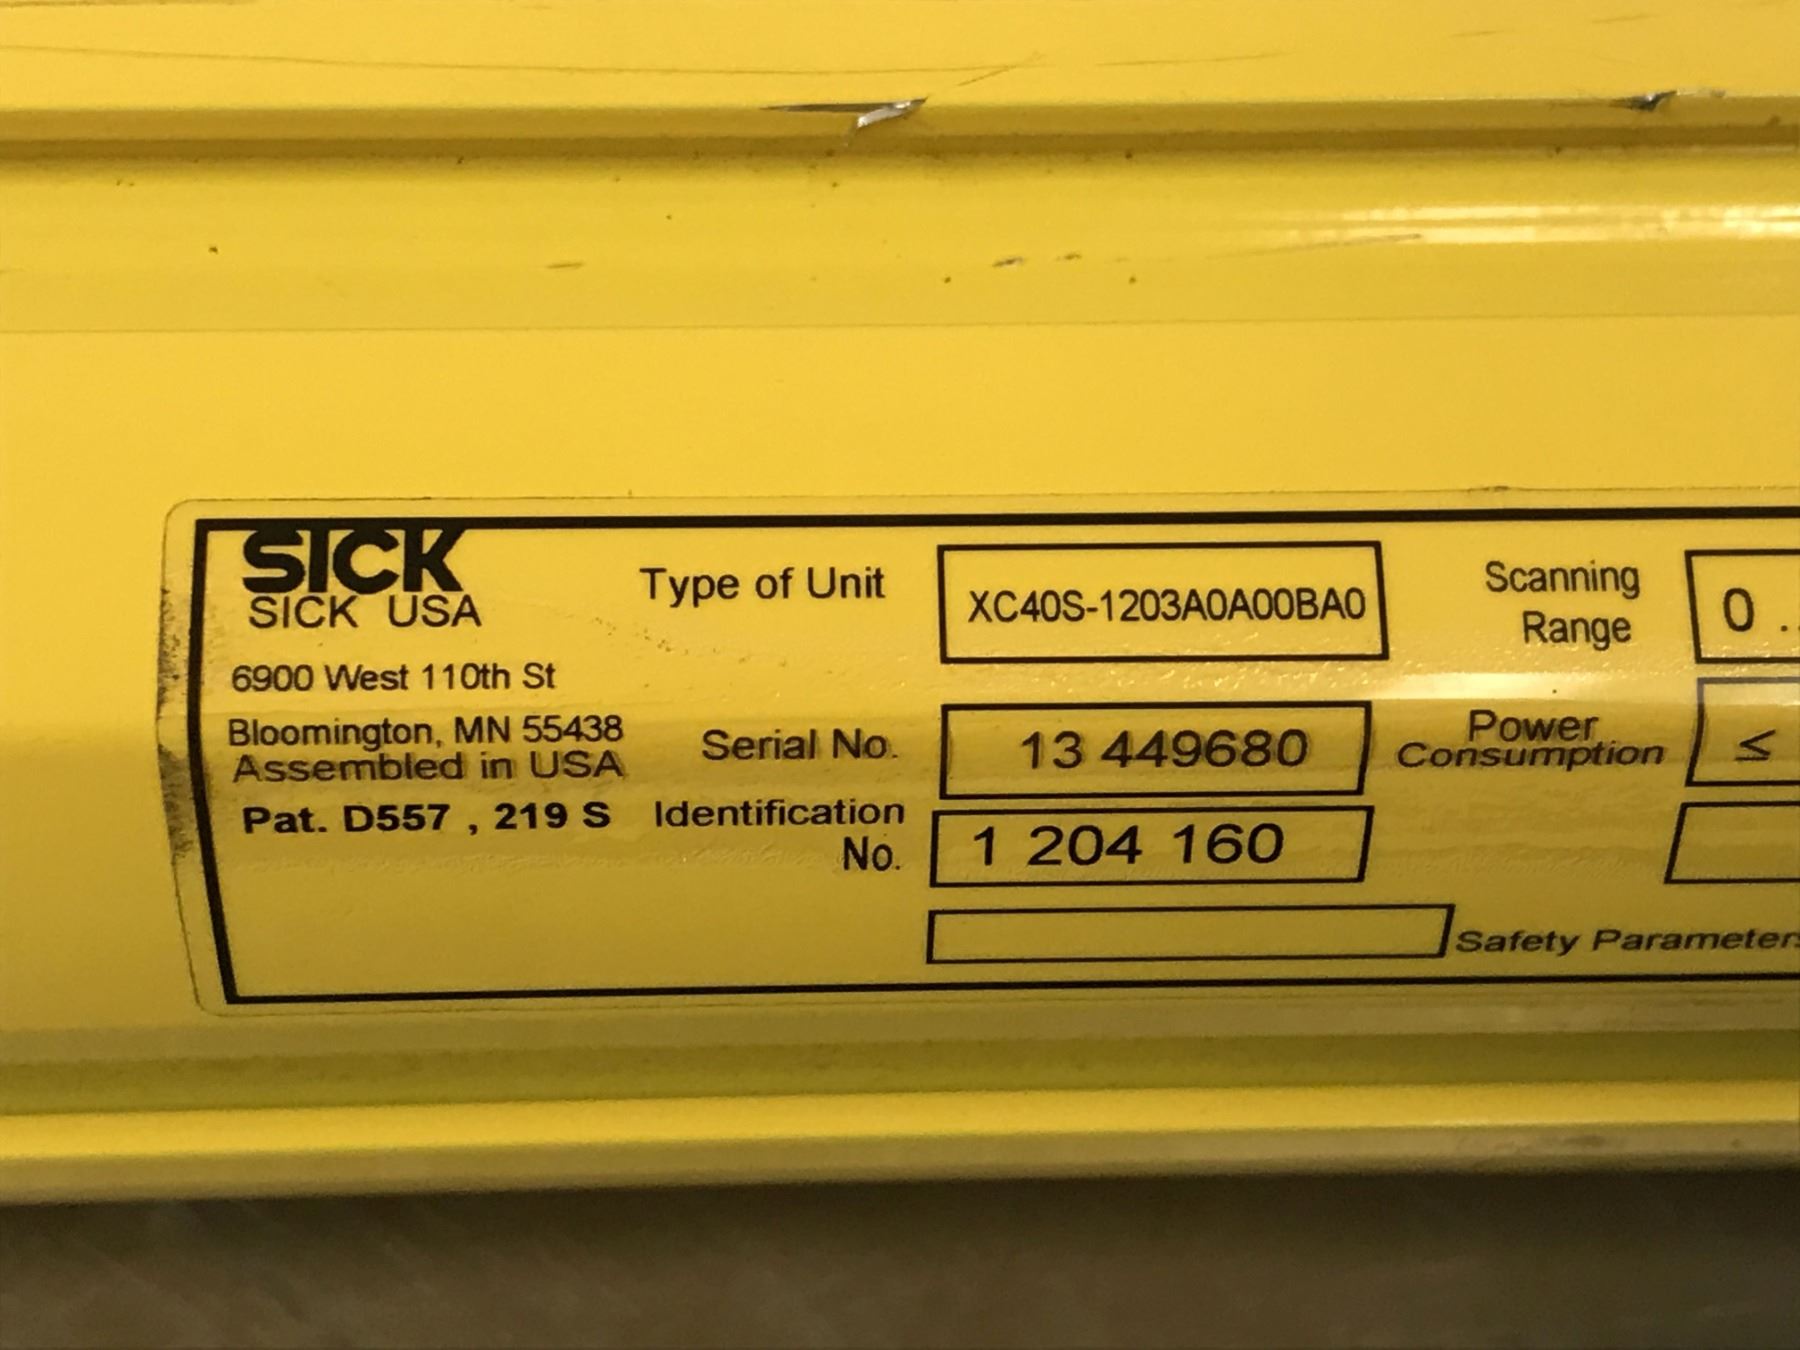 SICK
SICK USA
6900 West 110th St
Bloomington, MN 55438
Assembled in USA
Pat. D557 , 219 S
Type of Unit
XC40S-1203A0A00BA0
Serial No.
13 449680
Identification
No.
1 204 160
Scanning
Range
0 ..
Power
Consumption
≤
Safety Parameters